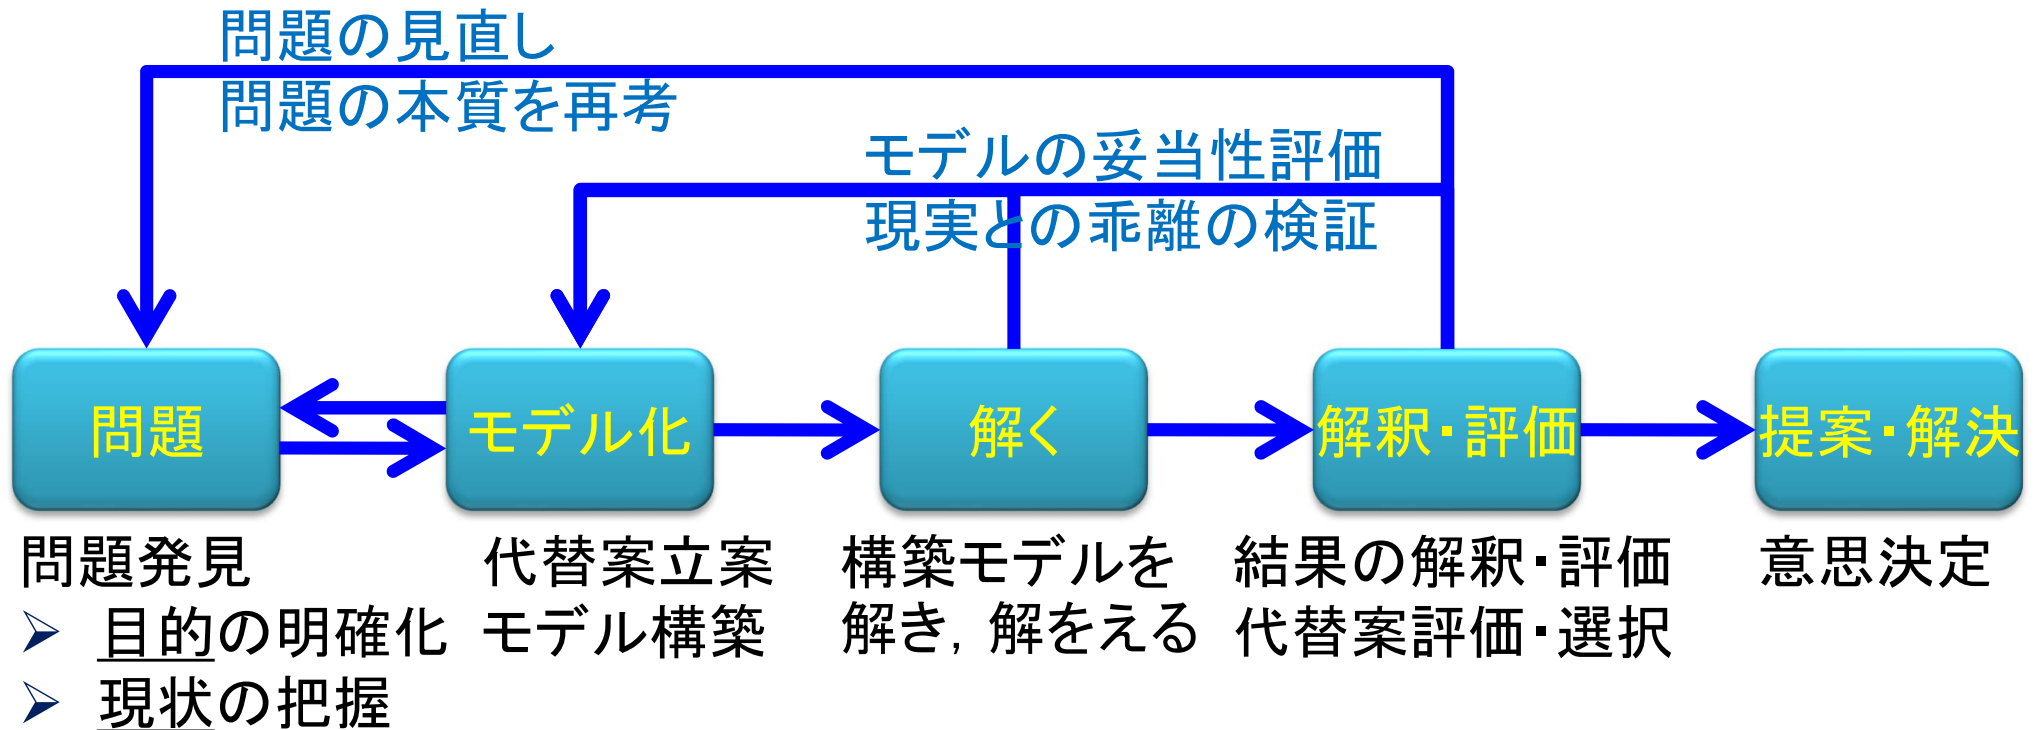 問題の見直し
問題の本質を再考
モデルの妥当性評価
現実との乖離の検証
問題
モデル化
解く
解釈・評価
提案・解決
問題発見
➢ 目的の明確化
➢ 現状の把握
代替案立案
モデル構築
構築モデルを
解き，解をえる
結果の解釈・評価
代替案評価・選択
意思決定